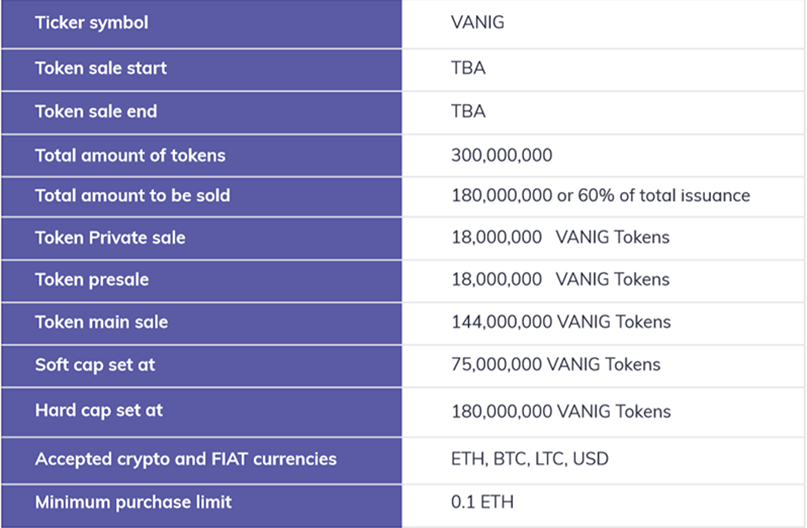 Ticker symbol VANIG
Token sale start TBA
Token sale end TBA
Total amount of tokens 300,000,000
Total amount to be sold 180,000,000 or 60% of total issuance
Token Private sale 18,000,000 VANIG Tokens
Token presale 18,000,000 VANIG Tokens
Token main sale 144,000,000 VANIG Tokens
Soft cap set at 75,000,000 VANIG Tokens
Hard cap set at 180,000,000 VANIG Tokens
Accepted crypto and FIAT currencies ETH, BTC, LTC, USD
Minimum purchase limit 0.1 ETH